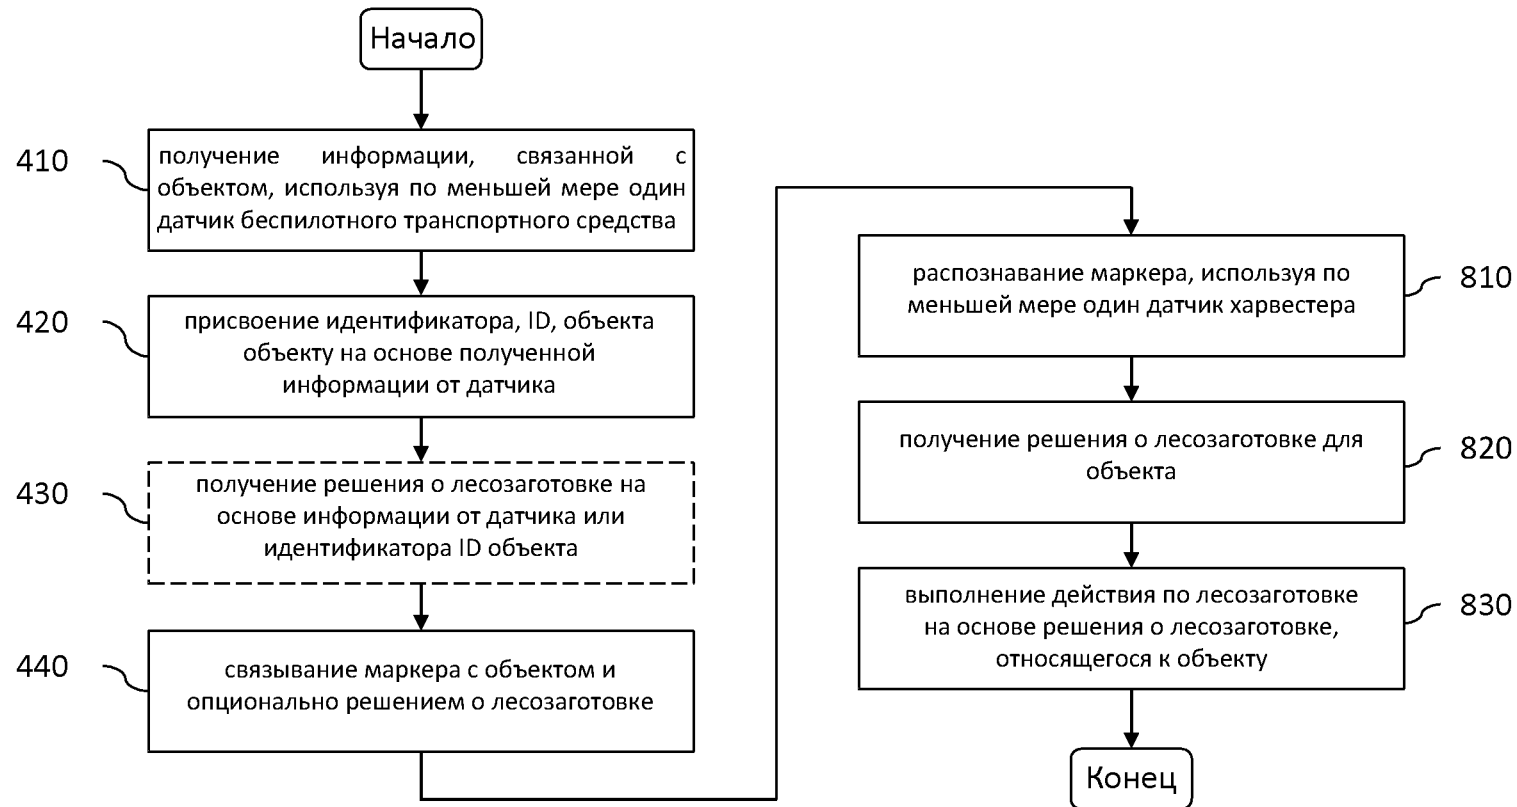 Начало
410
получение информации, связанной с
объектом, используя по меньшей мере один
датчик беспилотного транспортного средства
420
присвоение идентификатора, ID, объекта
объекту на основе полученной
информации от датчика
430
получение решения о лесозаготовке на
основе информации от датчика или
идентификатора ID объекта
440
связывание маркера с объектом и
опционально решением о лесозаготовке
распознавание маркера, используя по
меньшей мере один датчик харвестера
810
получение решения о лесозаготовке для
объекта
820
выполнение действия по лесозаготовке
на основе решения о лесозаготовке,
относящегося к объекту
830
Конец